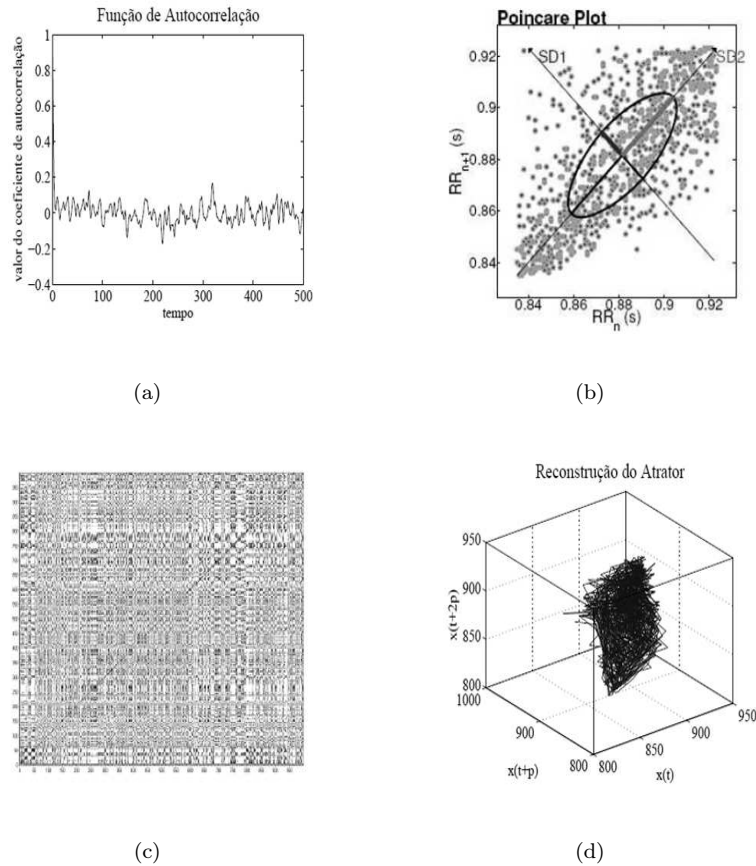 Função de Autocorrelação
valor do coeficiente de autocorrelação
1
0.8
0.6
0.4
0.2
0
−0.2
−0.4
0 100 200 300 400 500
tempo
(a)
Poincare Plot
SD1
SD2
RRn+1 (s)
0.92
0.9
0.88
0.86
0.84
0.84 0.86 0.88 0.9 0.92
RRn (s)
(b)
(c)
Reconstrução do Atrator
x(t+2p)
950
900
850
800
1000
900
800
800
850
900
950
x(t+p)
x(t)
(d)